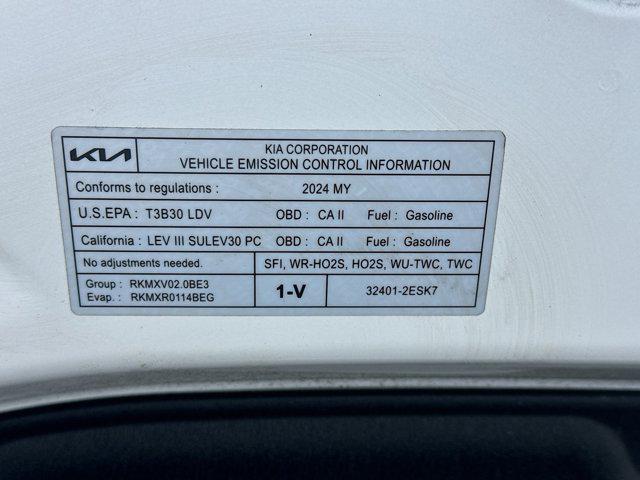 KIA
KIA CORPORATION
VEHICLE EMISSION CONTROL INFORMATION
Conforms to regulations : 2024 MY
U.S.EPA : T3B30 LDV OBD : CA II Fuel : Gasoline
California : LEV III SULEV30 PC OBD : CA II Fuel : Gasoline
No adjustments needed. SFI, WR-HO2S, HO2S, WU-TWC, TWC
Group : RKMXV02.0BE3
Evap. : RKMXR0114BEG
1-V
32401-2ESK7